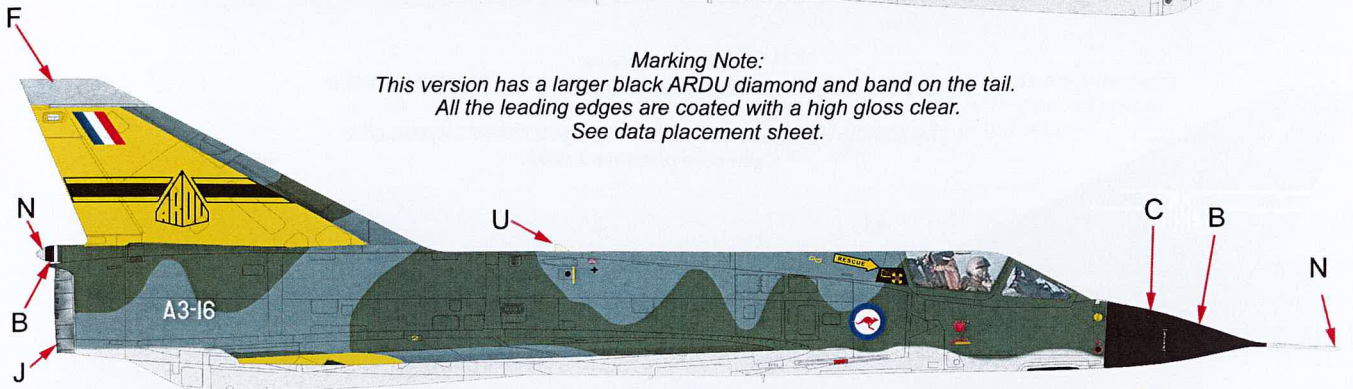 F
Marking Note:
This version has a larger black ARDU diamond and band on the tail.
All the leading edges are coated with a high gloss clear.
See data placement sheet.
ARDU
N
U
C
B
N
RESCUE
B
A3-16
J
2